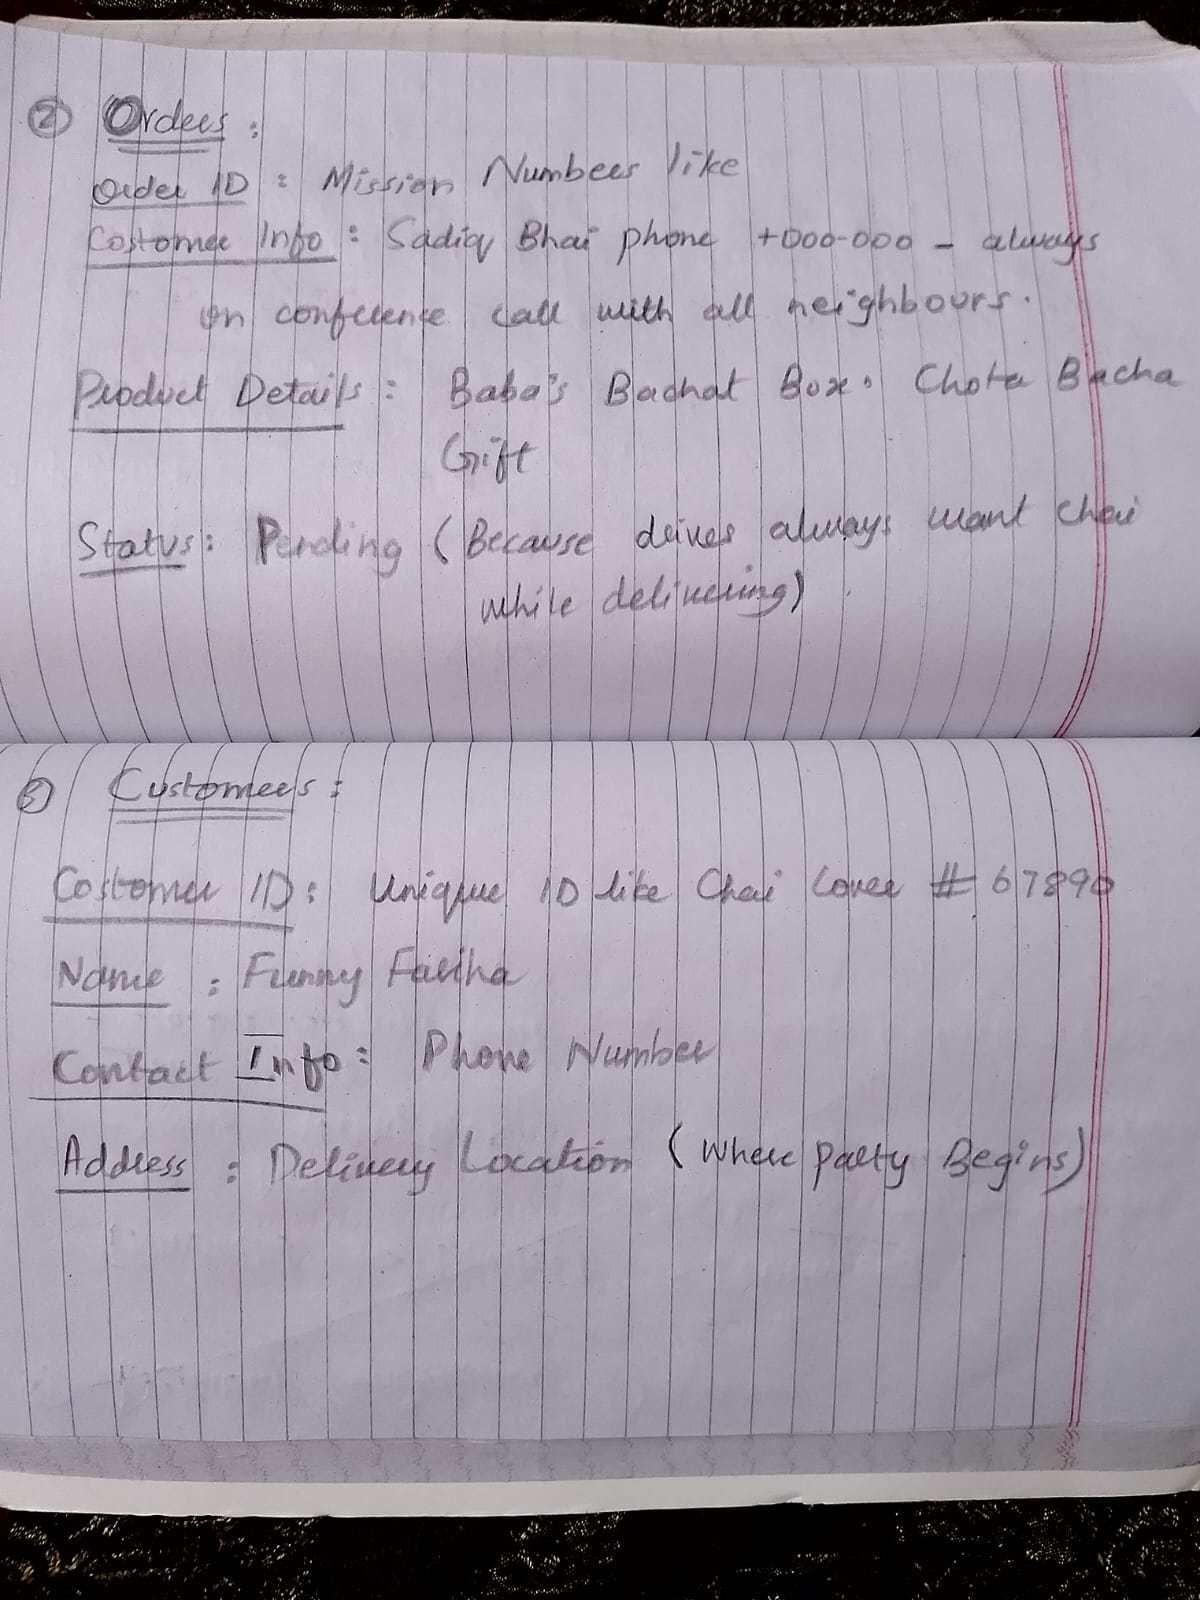 ② Orders :
Order ID : Mission Numbers like
Costomer Info : Sadiq Bhai phone +000-000 - always
on conference call with all neighbours.
Product Details : Baba's Bachat Box: Chota Bacha
Gift
Status: Pending (Because driver always want Chai
while delivering)
③ Customers :
Costomer ID : Unique ID like Chai Lover # 67890
Name : Funny Fariha
Contact Info : Phone Number
Address : Delivery Location (Where Party Begins)